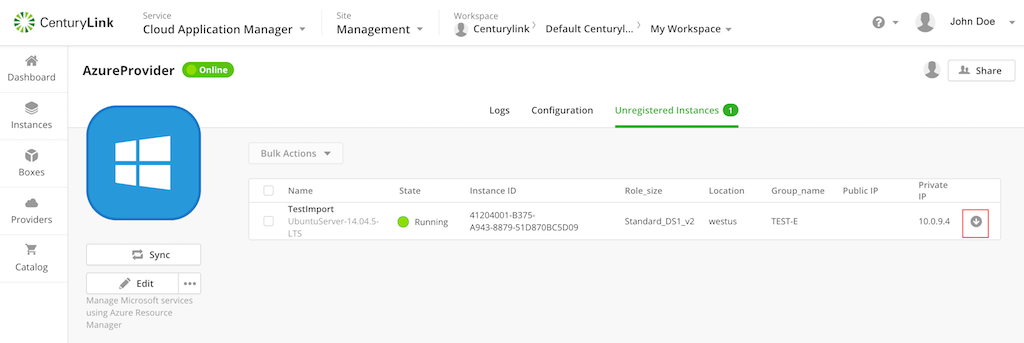 CenturyLink
Service
Cloud Application Manager
Site
Management
Workspace
Centurylink
Default Centuryl...
My Workspace
?
John Doe
Dashboard
Instances
Boxes
Providers
Catalog
AzureProvider
Online
Share
Logs
Configuration
Unregistered Instances 1
Bulk Actions
Name
State
Instance ID
Role_size
Location
Group_name
Public IP
Private
IP
TestImport
UbuntuServer-14.04.5-
LTS
Running
41204001-B375-
A943-8879-51D870BC5D09
Standard_DS1_v2
westus
TEST-E
10.0.9.4
Sync
Edit
Manage Microsoft services
using Azure Resource
Manager